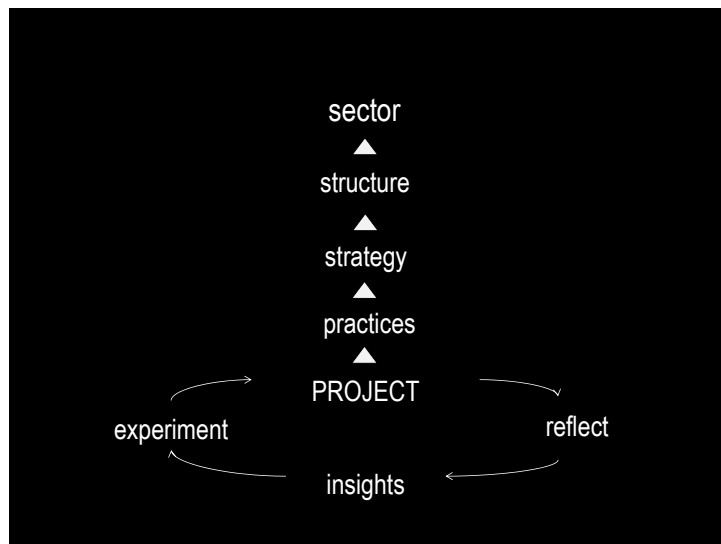 sector
structure
strategy
practices
PROJECT
experiment
reflect
insights